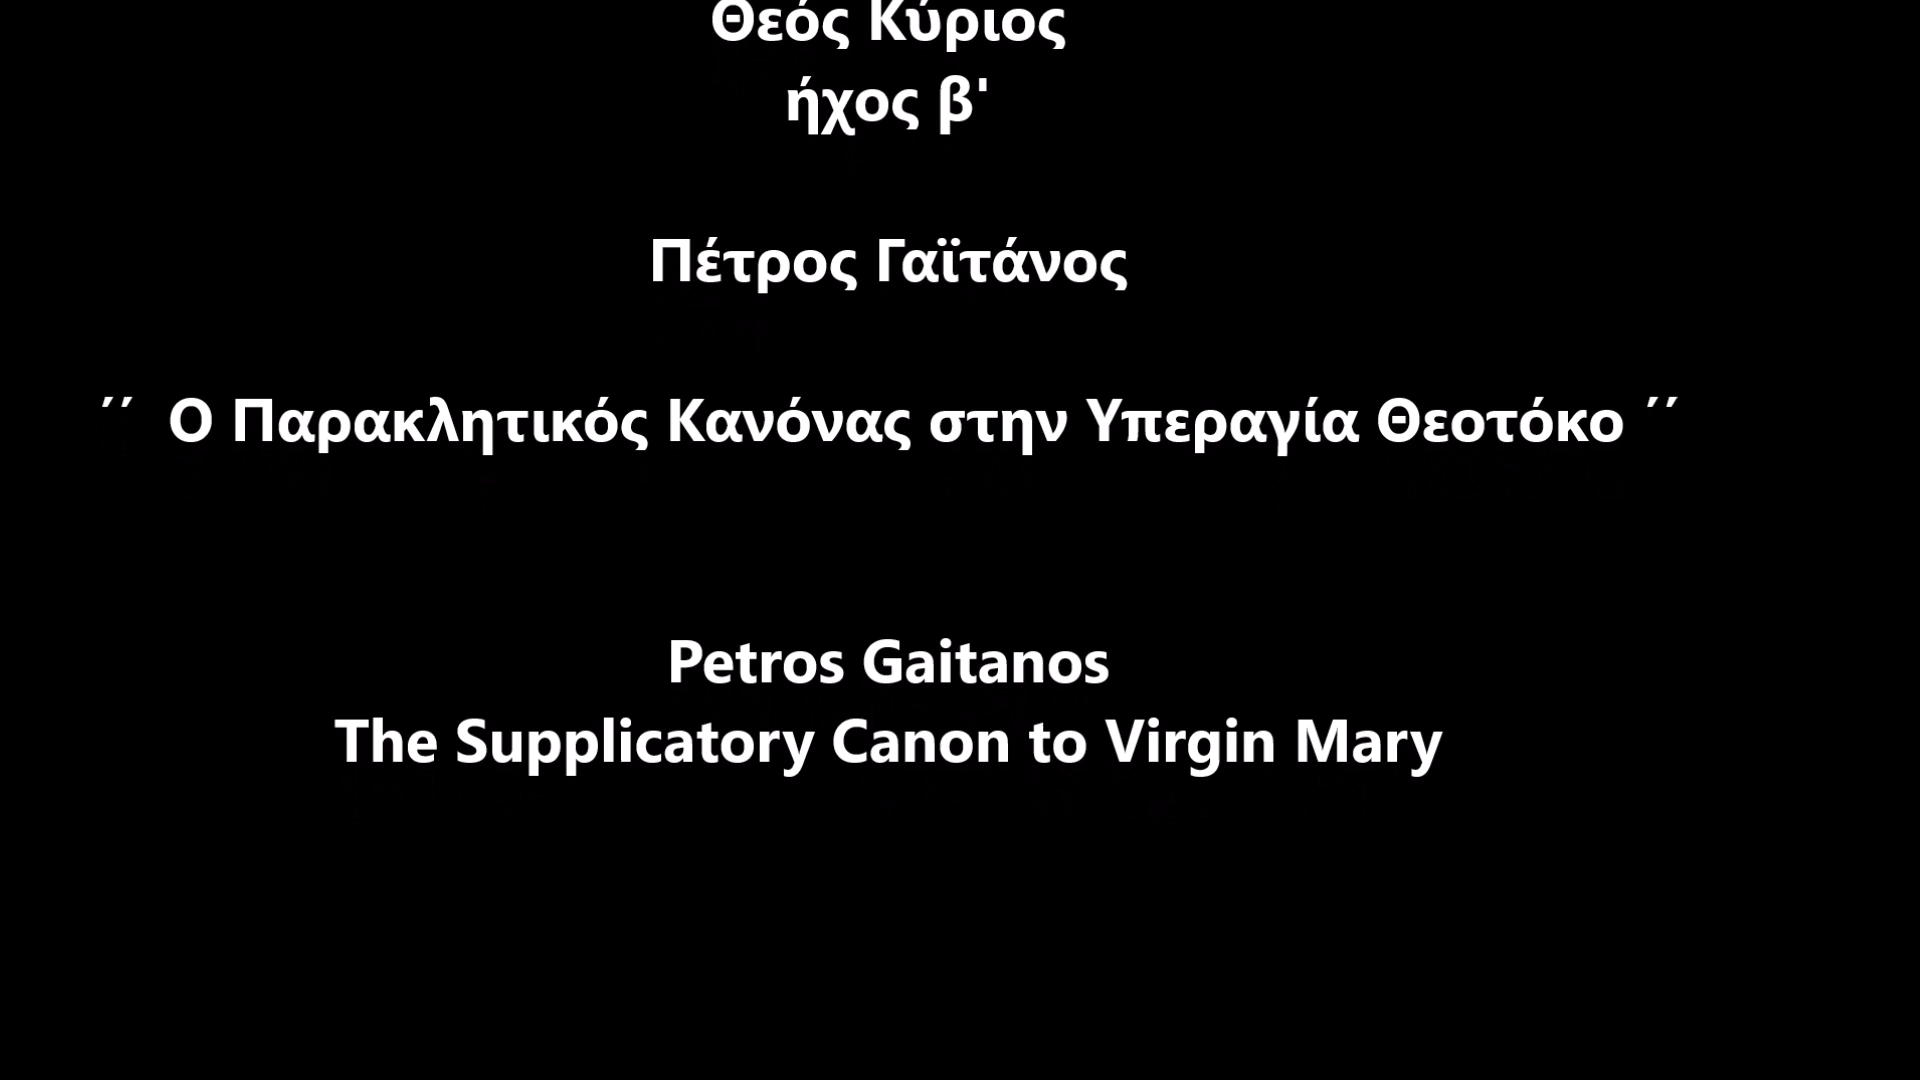 Θεός Κύριος
ήχος β'
Πέτρος Γαϊτάνος
΄΄ Ο Παρακλητικός Κανόνας στην Υπεραγία Θεοτόκο ΄΄
Petros Gaitanos
The Supplicatory Canon to Virgin Mary